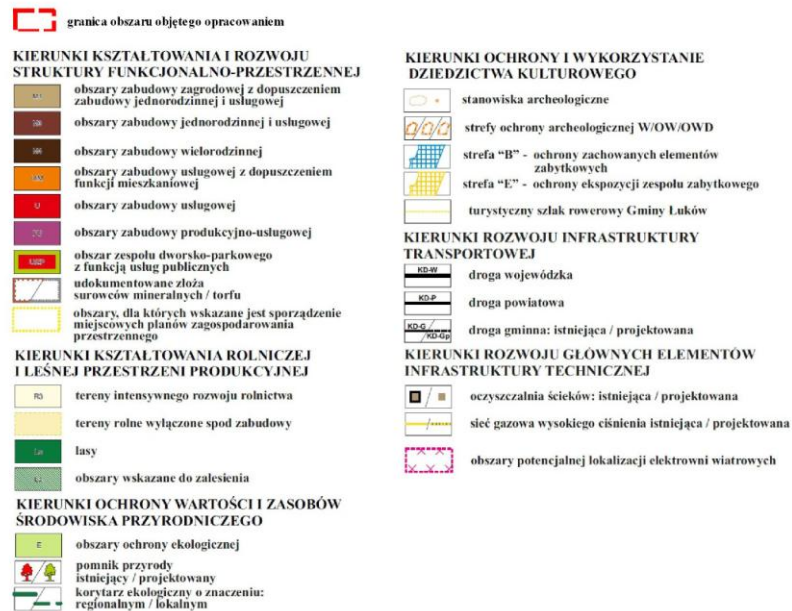 granica obszaru objętego opracowaniem
KIERUNKI KSZTAŁTOWANIA I ROZWOJU
STRUKTURY FUNKCJONALNO-PRZESTRZENNEJ
obszary zabudowy zagrodowej z dopuszczeniem
zabudowy jednorodzinnej i usługowej
obszary zabudowy jednorodzinnej i usługowej
obszary zabudowy wielorodzinnej
obszary zabudowy usługowej z dopuszczeniem
funkcji mieszkaniowej
U
obszary zabudowy usługowej
obszary zabudowy produkcyjno-usługowej
obszar zespołu dworsko-parkowego
z funkcją usług publicznych
udokumentowane złoża
surowców mineralnych / torfu
obszary, dla których wskazane jest sporządzenie
miejscowych planów zagospodarowania
przestrzennego
KIERUNKI KSZTAŁTOWANIA ROLNICZEJ
I LEŚNEJ PRZESTRZENI PRODUKCYJNEJ
tereny intensywnego rozwoju rolnictwa
tereny rolne wyłączone spod zabudowy
lasy
obszary wskazane do zalesienia
KIERUNKI OCHRONY WARTOŚCI I ZASOBÓW
ŚRODOWISKA PRZYRODNICZEGO
E
obszary ochrony ekologicznej
pomnik przyrody
istniejący / projektowany
korytarz ekologiczny o znaczeniu:
regionalnym / lokalnym
KIERUNKI OCHRONY I WYKORZYSTANIE
DZIEDZICTWA KULTUROWEGO
stanowiska archeologiczne
strefy ochrony archeologicznej W/OW/OWD
strefa “B” - ochrony zachowanych elementów
zabytkowych
strefa “E” - ochrony ekspozycji zespołu zabytkowego
turystyczny szlak rowerowy Gminy Łuków
KIERUNKI ROZWOJU INFRASTRUKTURY
TRANSPORTOWEJ
KD-W
droga wojewódzka
KD-P
droga powiatowa
KD-G
KD-Gp
droga gminna: istniejąca / projektowana
KIERUNKI ROZWOJU GŁÓWNYCH ELEMENTÓW
INFRASTRUKTURY TECHNICZNEJ
oczyszczalnia ścieków: istniejąca / projektowana
sieć gazowa wysokiego ciśnienia istniejąca / projektowana
obszary potencjalnej lokalizacji elektrowni wiatrowych